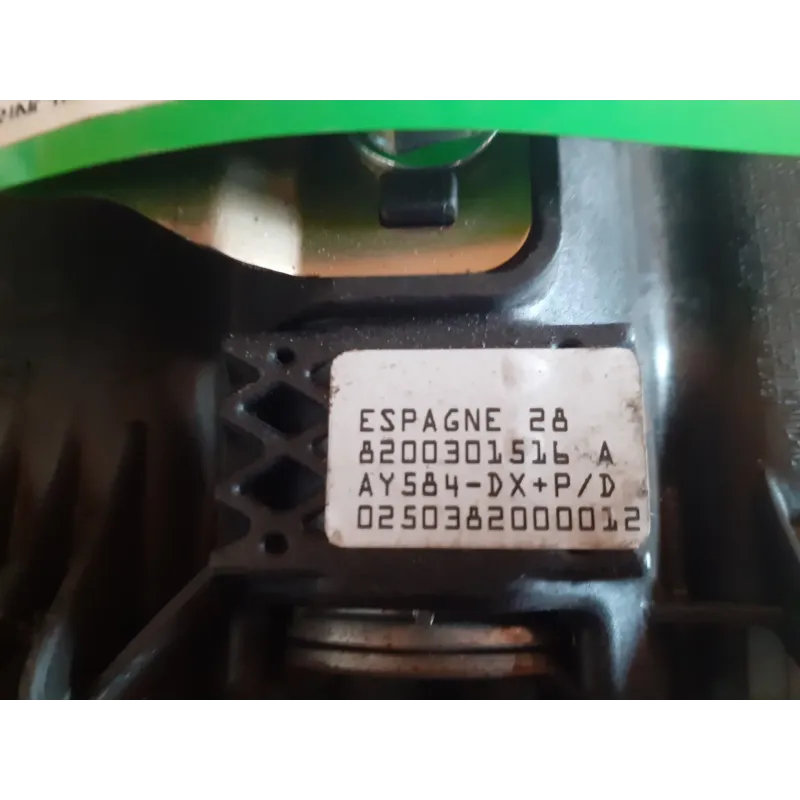 ESPAGNE 28
8200301516 A
AY584-DX+P/D
0250382000012